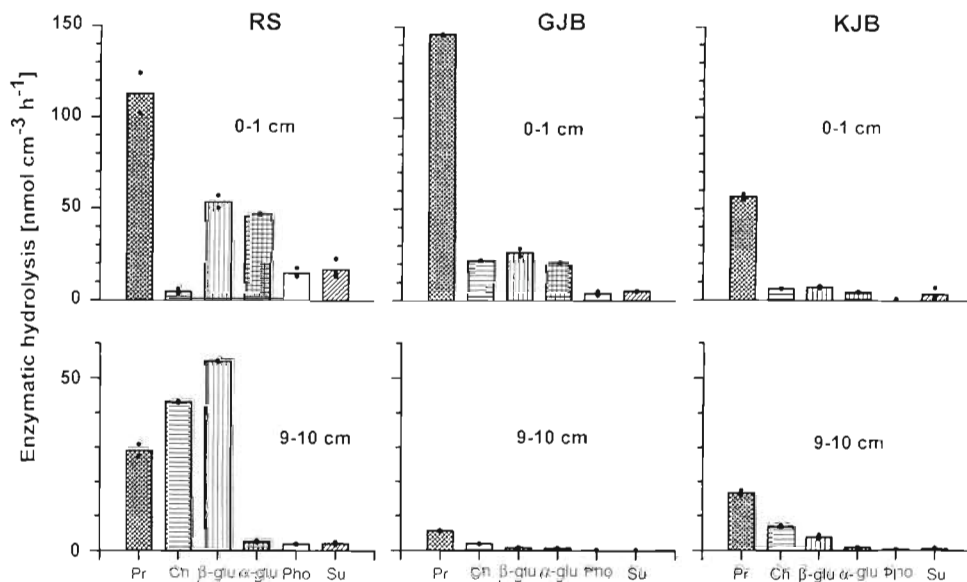 RS GJB KJB
150
100
50
0
0-1 cm 0-1 cm 0-1 cm
Enzymatic hydrolysis [nmol cm⁻³ h⁻¹]
50
0
9-10 cm 9-10 cm 9-10 cm
Pr Ch β-glu α-glu Pho Su Pr Ch β-glu α-glu Pho Su Pr Ch β-glu α-glu Pho Su